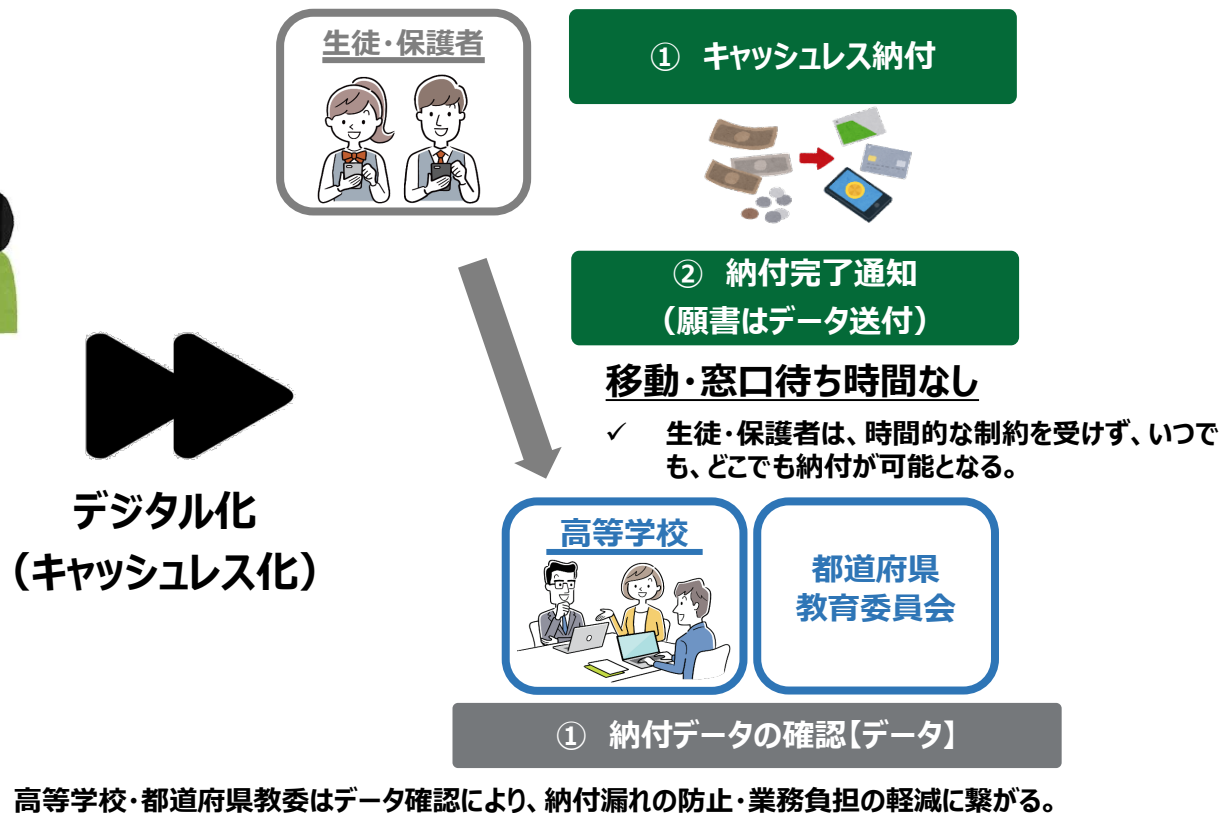 生徒・保護者
① キャッシュレス納付
② 納付完了通知
（願書はデータ送付）
移動・窓口待ち時間なし
✓ 生徒・保護者は、時間的な制約を受けず、いつで
も、どこでも納付が可能となる。
デジタル化
（キャッシュレス化）
高等学校
都道府県
教育委員会
① 納付データの確認【データ】
高等学校・都道府県教委はデータ確認により、納付漏れの防止・業務負担の軽減に繋がる。